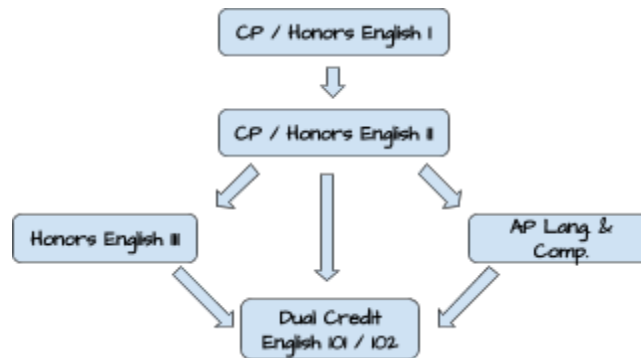 CP / Honors English I
CP / Honors English II
Honors English III
AP Lang. &
Comp.
Dual Credit
English 101 / 102